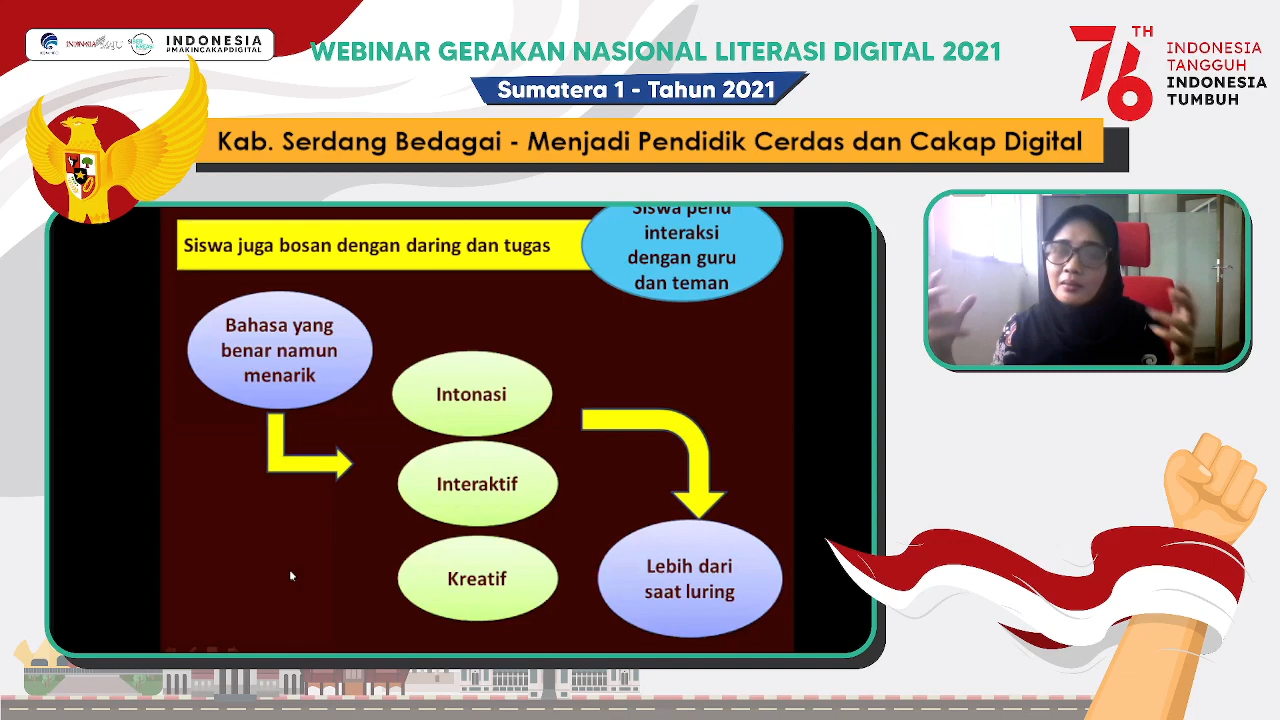 INDONESIA
#MAKINCAKAPDIGITAL
WEBINAR GERAKAN NASIONAL LITERASI DIGITAL 2021
Sumatera 1 - Tahun 2021
Kab. Serdang Bedagai - Menjadi Pendidik Cerdas dan Cakap Digital
76 TH
INDONESIA
TANGGUH
INDONESIA
TUMBUH
Siswa juga bosan dengan daring dan tugas
Siswa perlu
interaksi
dengan guru
dan teman
Bahasa yang
benar namun
menarik
Intonasi
Interaktif
Kreatif
Lebih dari
saat luring